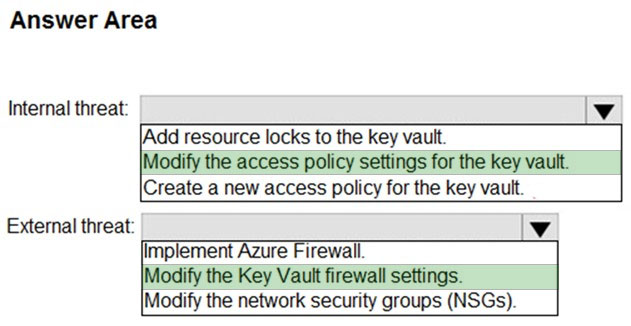 Answer Area
Internal threat:
Add resource locks to the key vault.
Modify the access policy settings for the key vault.
Create a new access policy for the key vault.
External threat:
Implement Azure Firewall.
Modify the Key Vault firewall settings.
Modify the network security groups (NSGs).